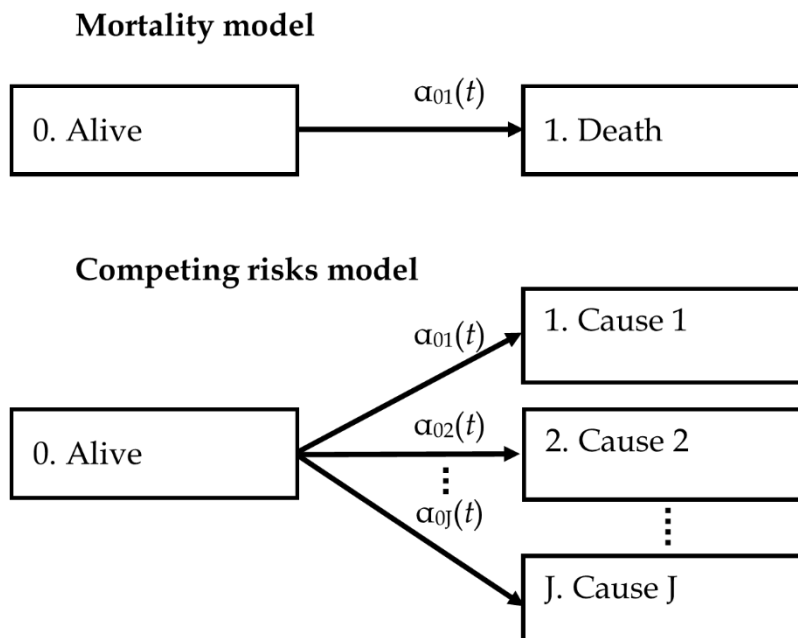 Mortality model
α₀₁(t)
0. Alive
1. Death
Competing risks model
1. Cause 1
α₀₁(t)
α₀₂(t)
0. Alive
2. Cause 2
α₀J(t)
J. Cause J